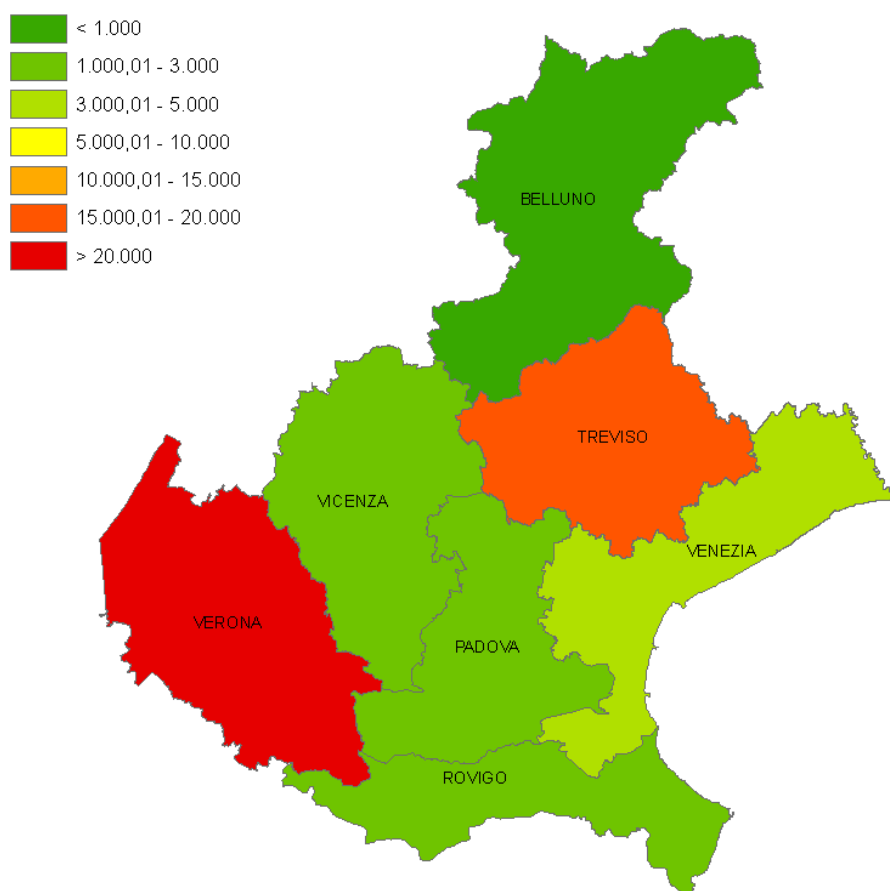 < 1.000
1.000,01 - 3.000
3.000,01 - 5.000
5.000,01 - 10.000
10.000,01 - 15.000
15.000,01 - 20.000
> 20.000
BELLUNO
TREVISO
VICENZA
VENEZIA
VERONA
PADOVA
ROVIGO